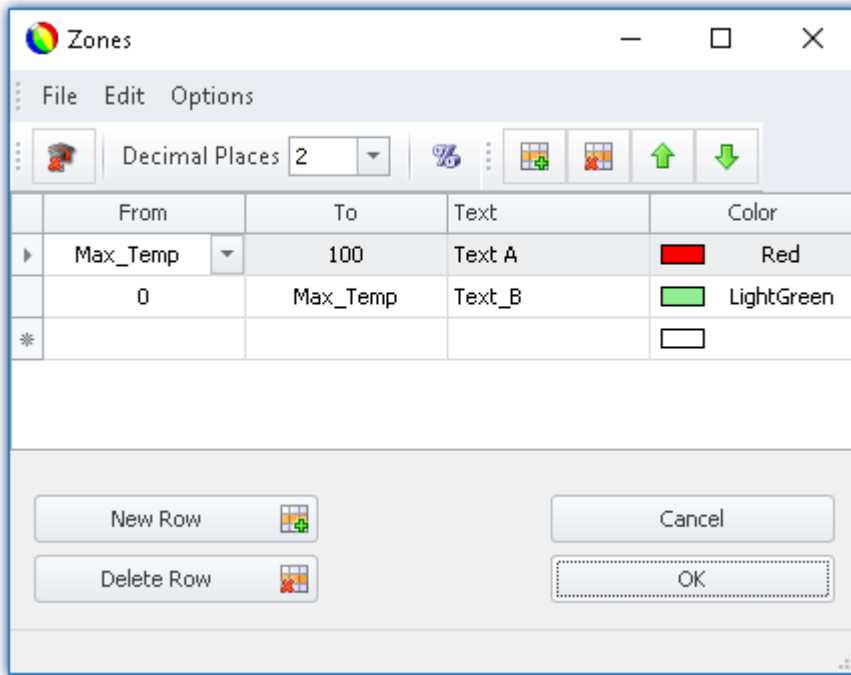 Zones
File Edit Options
Decimal Places 2 %
From To Text Color
Max_Temp 100 Text A Red
0 Max_Temp Text_B LightGreen
New Row Cancel
Delete Row OK